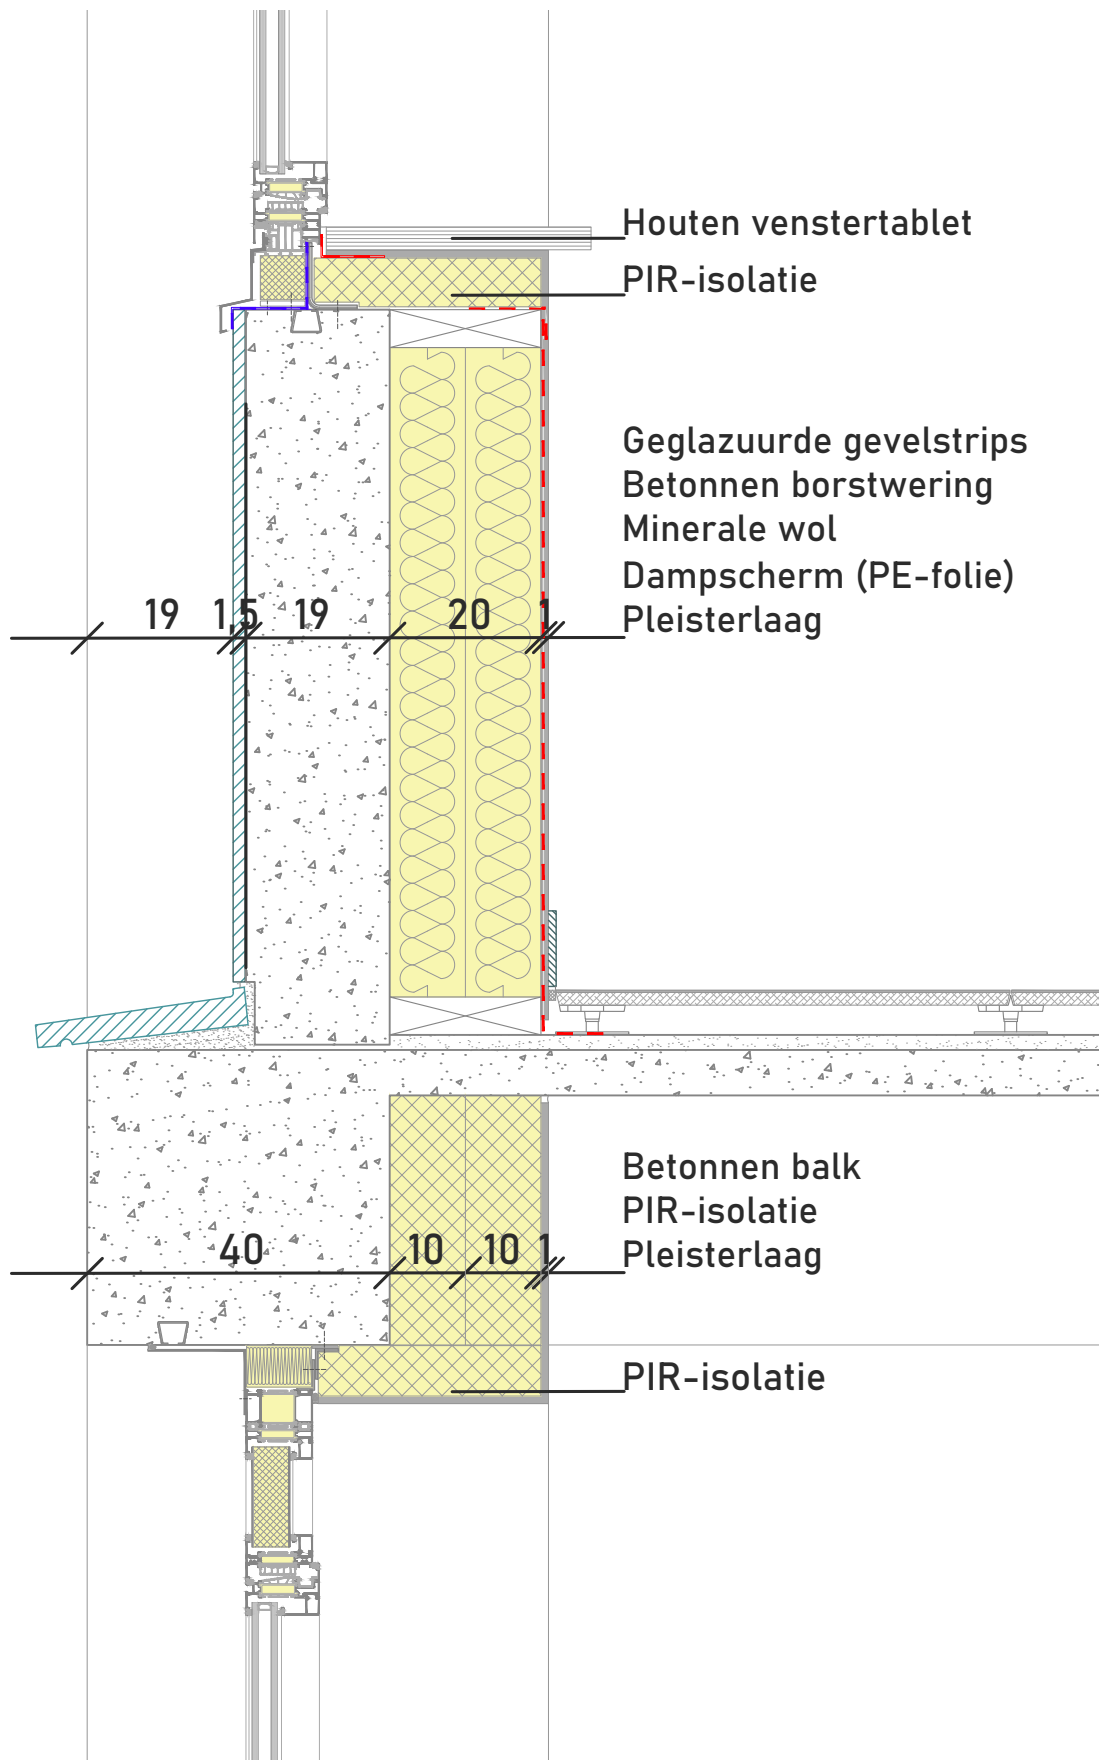 Houten venstertablet
PIR-isolatie
Geglazuurde gevelstrips
Betonnen borstwering
Minerale wol
Dampscherm (PE-folie)
Pleisterlaag
19 1,5 19 20 1
Betonnen balk
PIR-isolatie
Pleisterlaag
40 10 10 1
PIR-isolatie